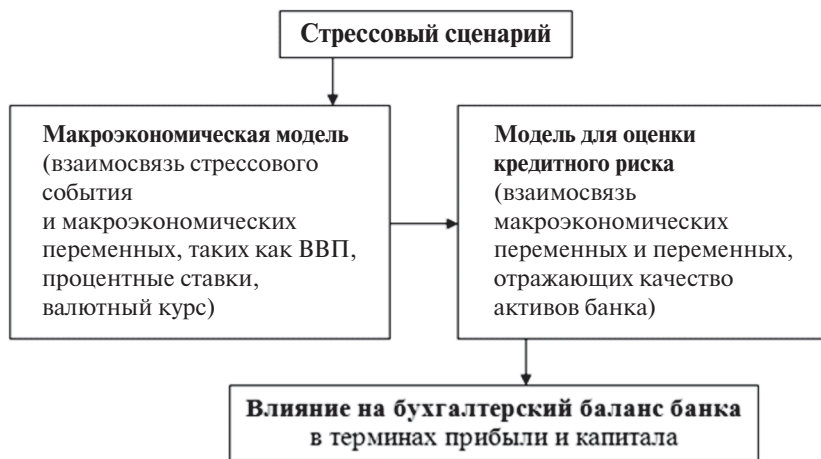 Стрессовый сценарий
Макроэкономическая модель
(взаимосвязь стрессового
события
и макроэкономических
переменных, таких как ВВП,
процентные ставки,
валютный курс)
Модель для оценки
кредитного риска
(взаимосвязь
макроэкономических
переменных и переменных,
отражающих качество
активов банка)
Влияние на бухгалтерский баланс банка
в терминах прибыли и капитала